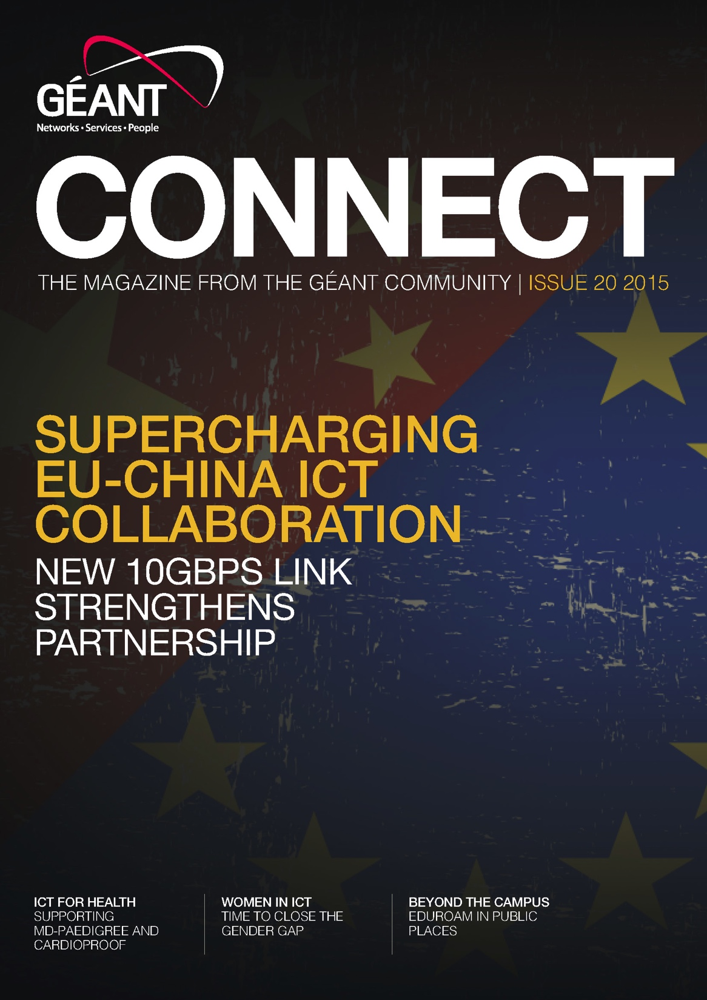 GÉANT
Networks • Services • People
CONNECT
THE MAGAZINE FROM THE GÉANT COMMUNITY | ISSUE 20 2015
SUPERCHARGING
EU-CHINA ICT
COLLABORATION
NEW 10GBPS LINK
STRENGTHENS
PARTNERSHIP
ICT FOR HEALTH
SUPPORTING
MD-PAEDIGREE AND
CARDIOPROOF
WOMEN IN ICT
TIME TO CLOSE THE
GENDER GAP
BEYOND THE CAMPUS
EDUROAM IN PUBLIC
PLACES